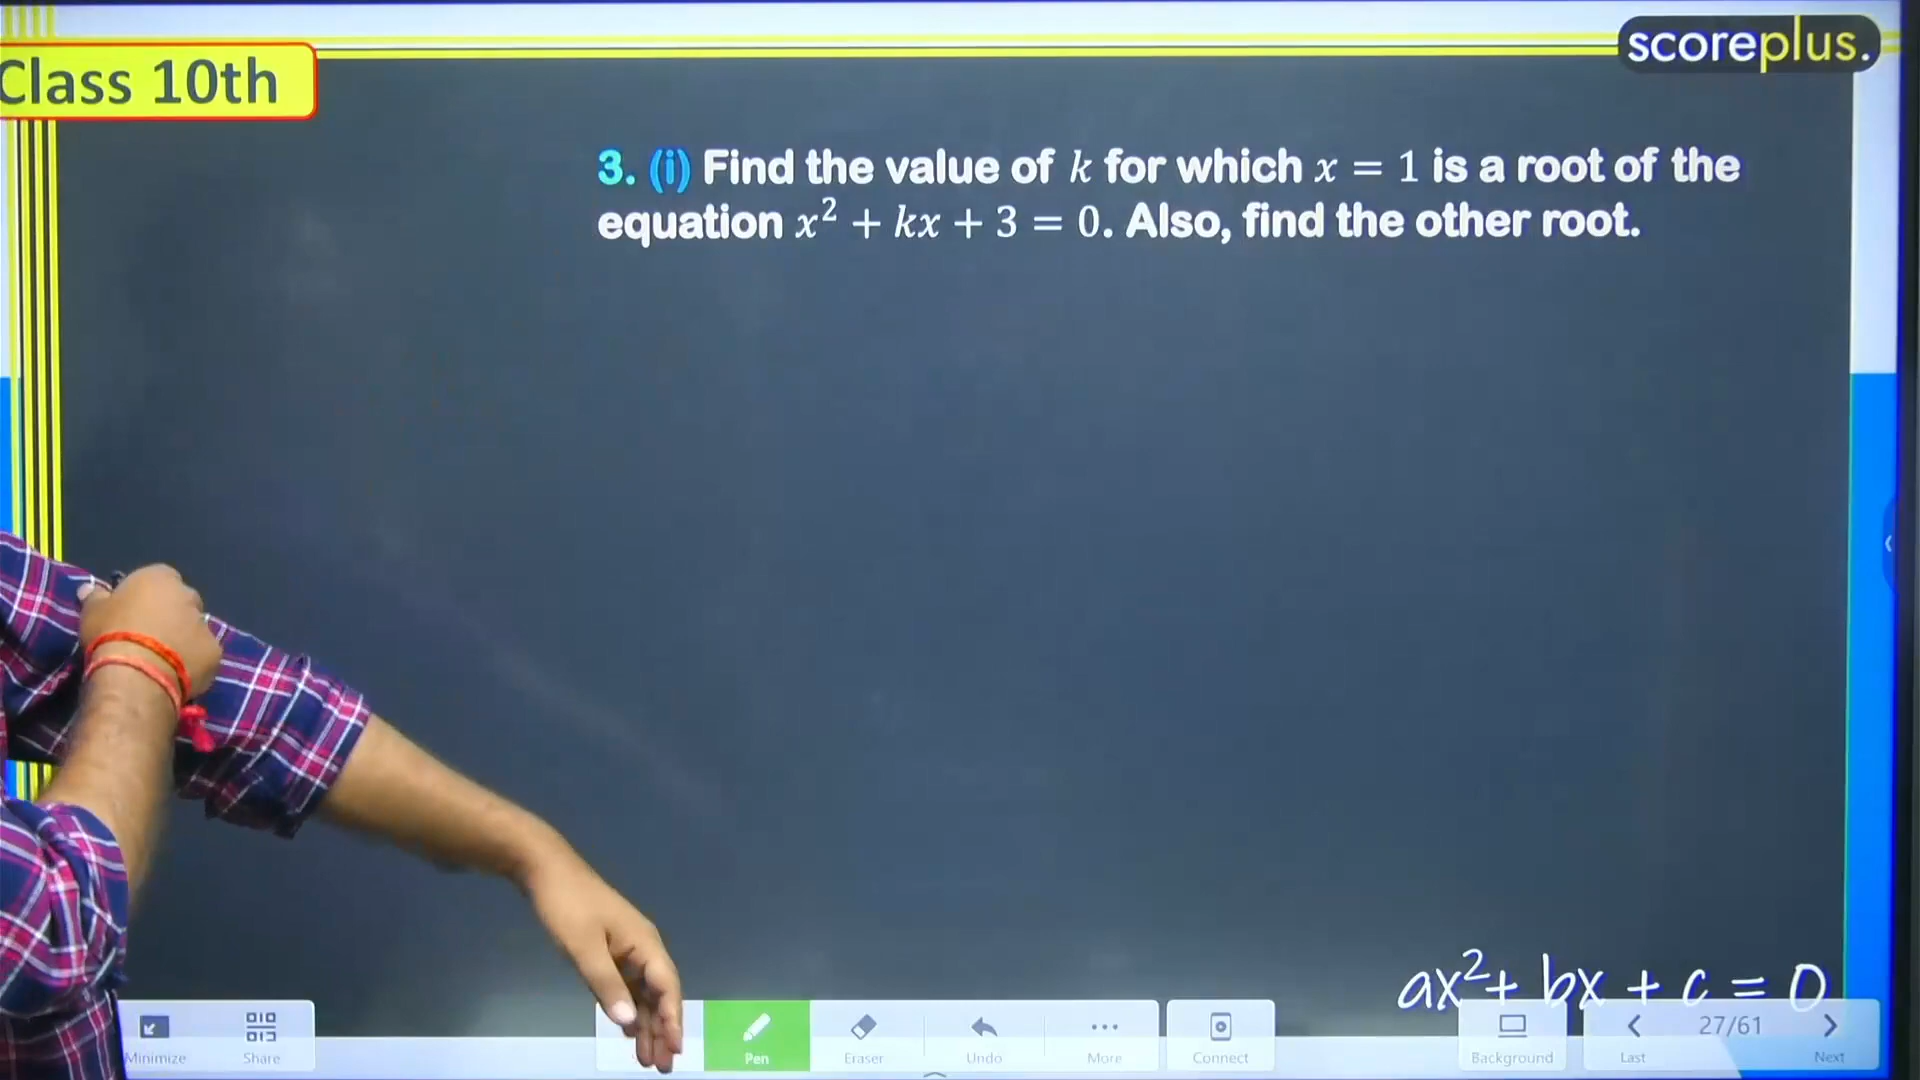 scoreplus.
Class 10th
3. (i) Find the value of k for which x = 1 is a root of the
equation x² + kx + 3 = 0. Also, find the other root.
ax² + bx + c = 0
Minimize
Share
Pen
Eraser
Undo
More
Connect
Background
Last
27/61
Next